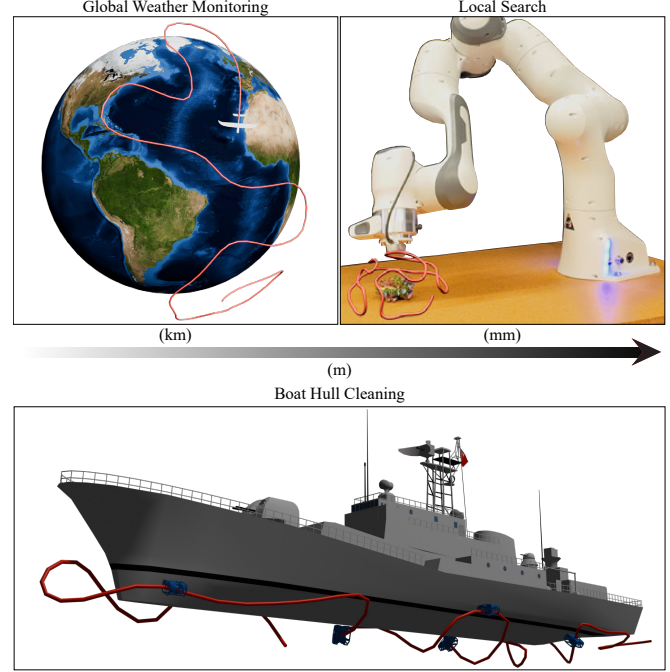 Global Weather Monitoring
Local Search
(km)
(mm)
(m)
Boat Hull Cleaning